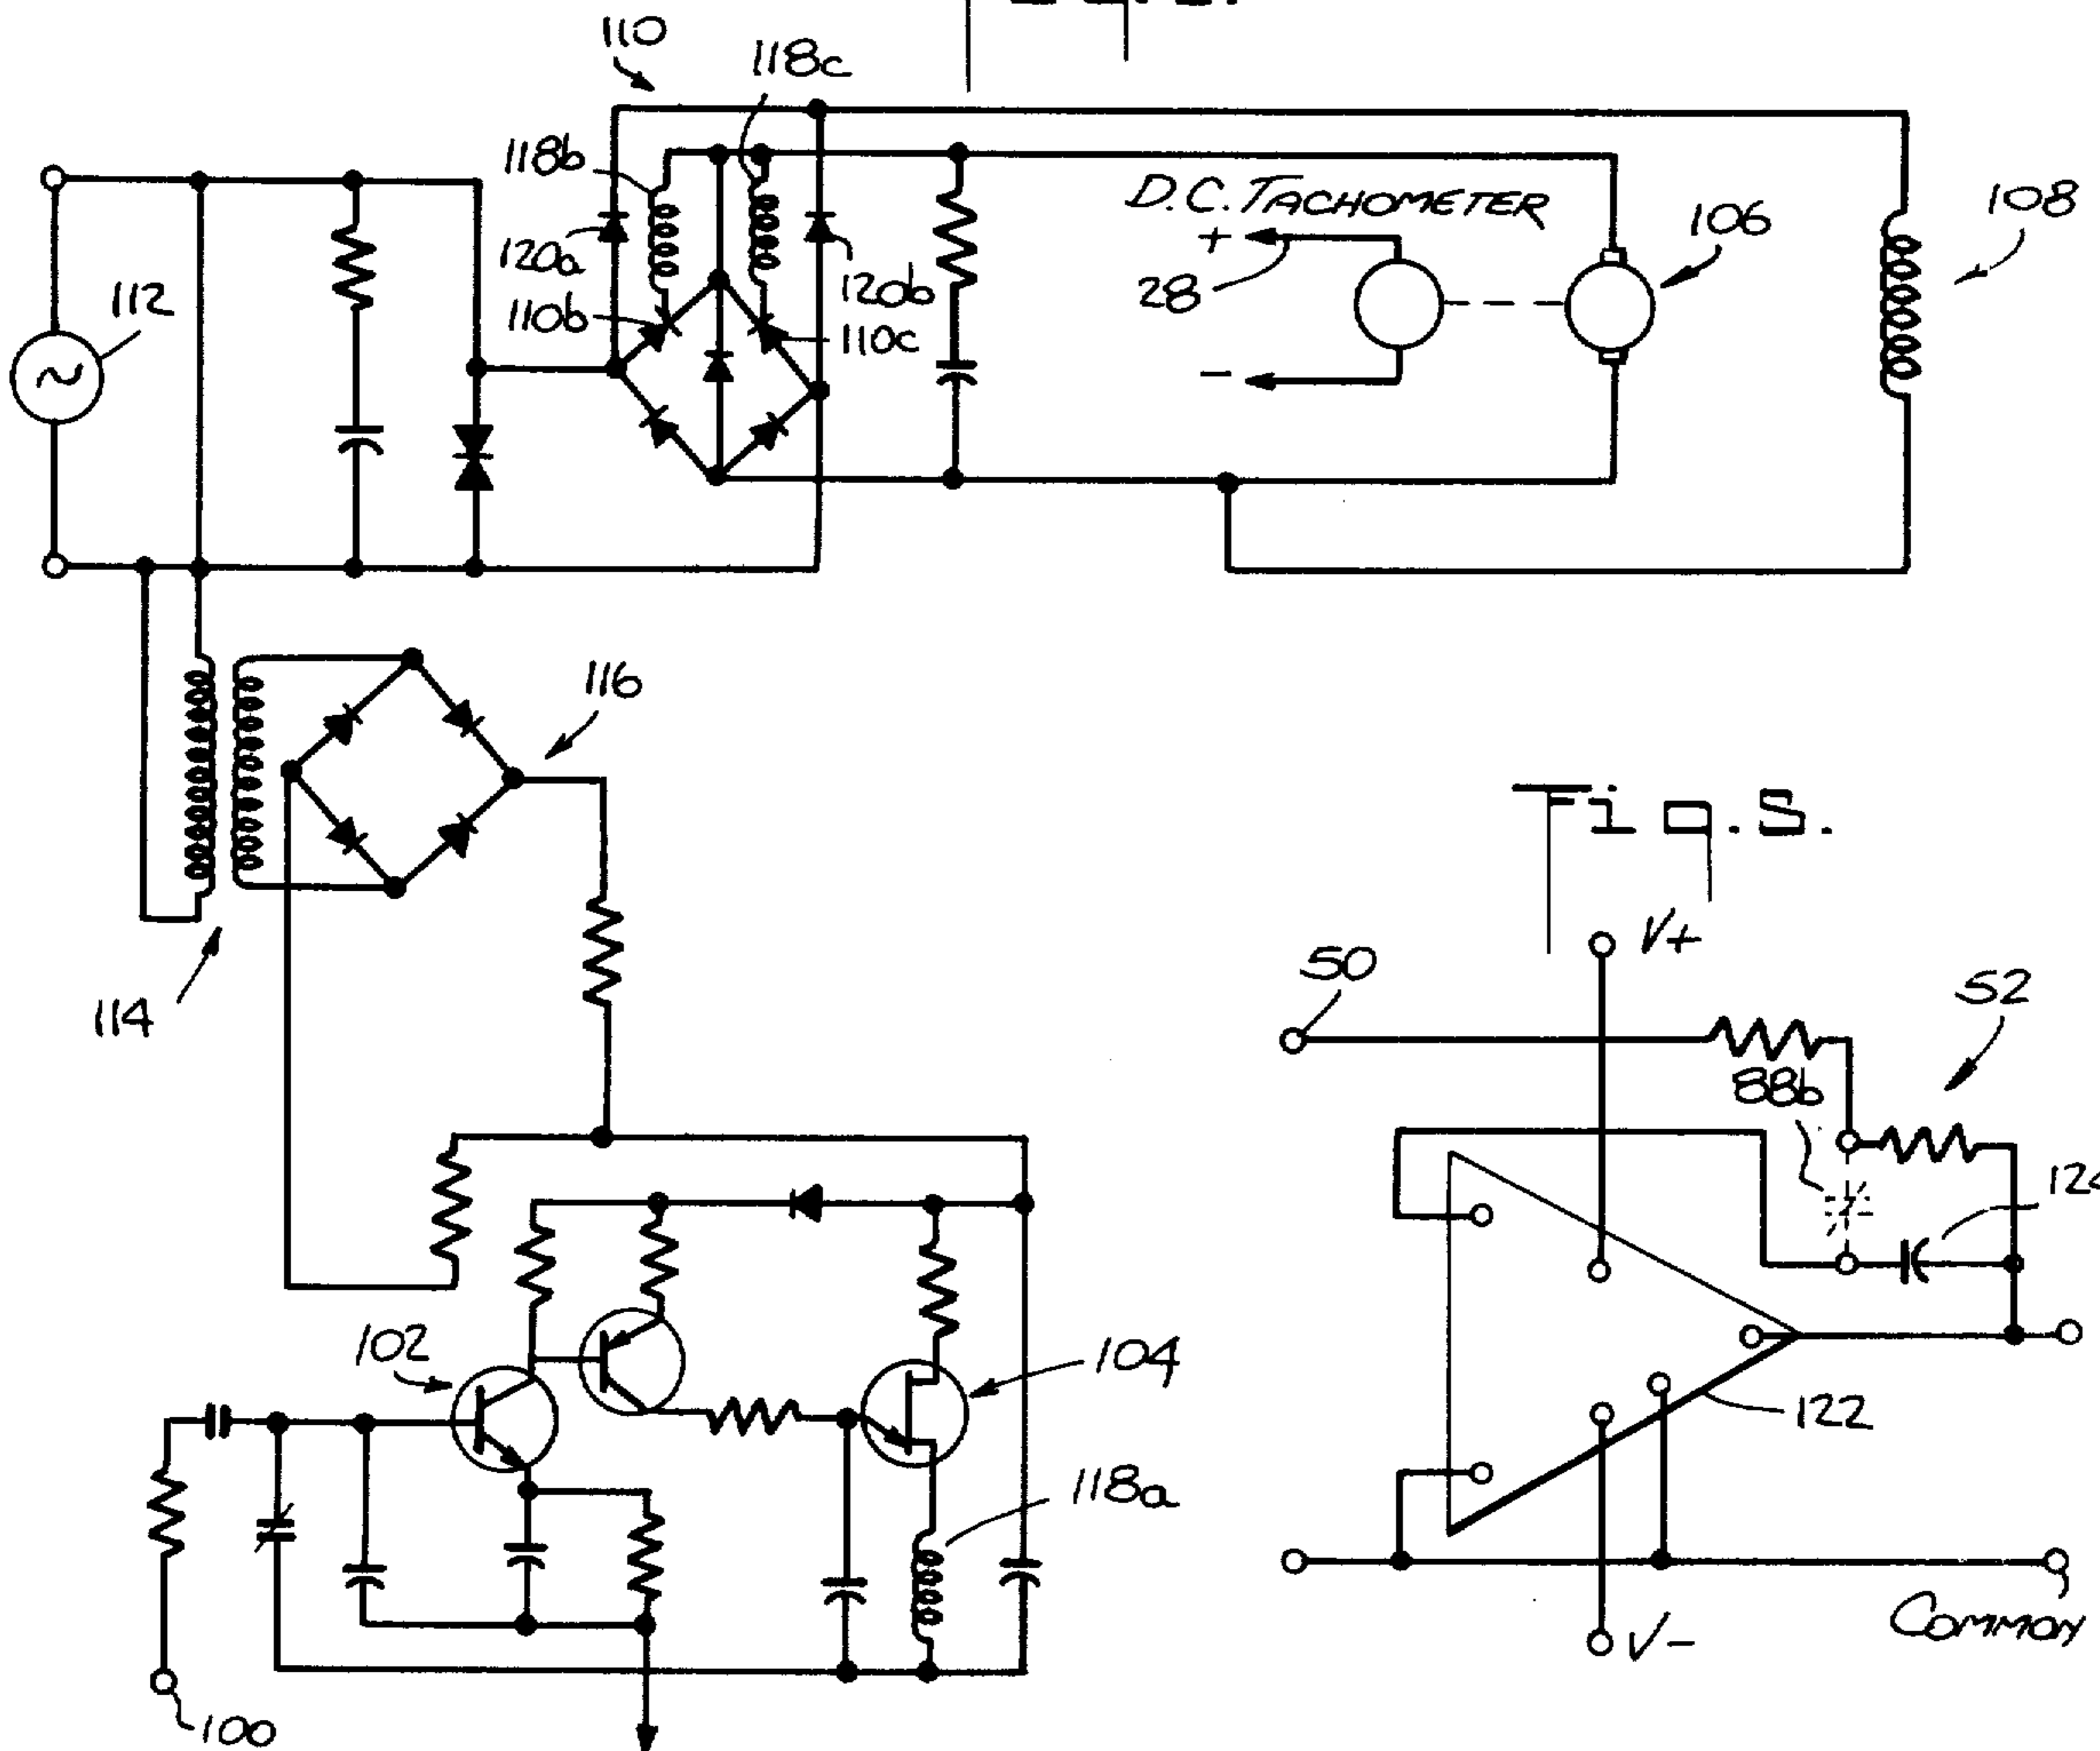 110
118c
118b
D.C. TACHOMETER
108
106
+
120a
28
120b
112
110b
110c
-
116
Fig. 5.
V+
50
52
114
88b
102
104
122
118a
V-
COMMON
100